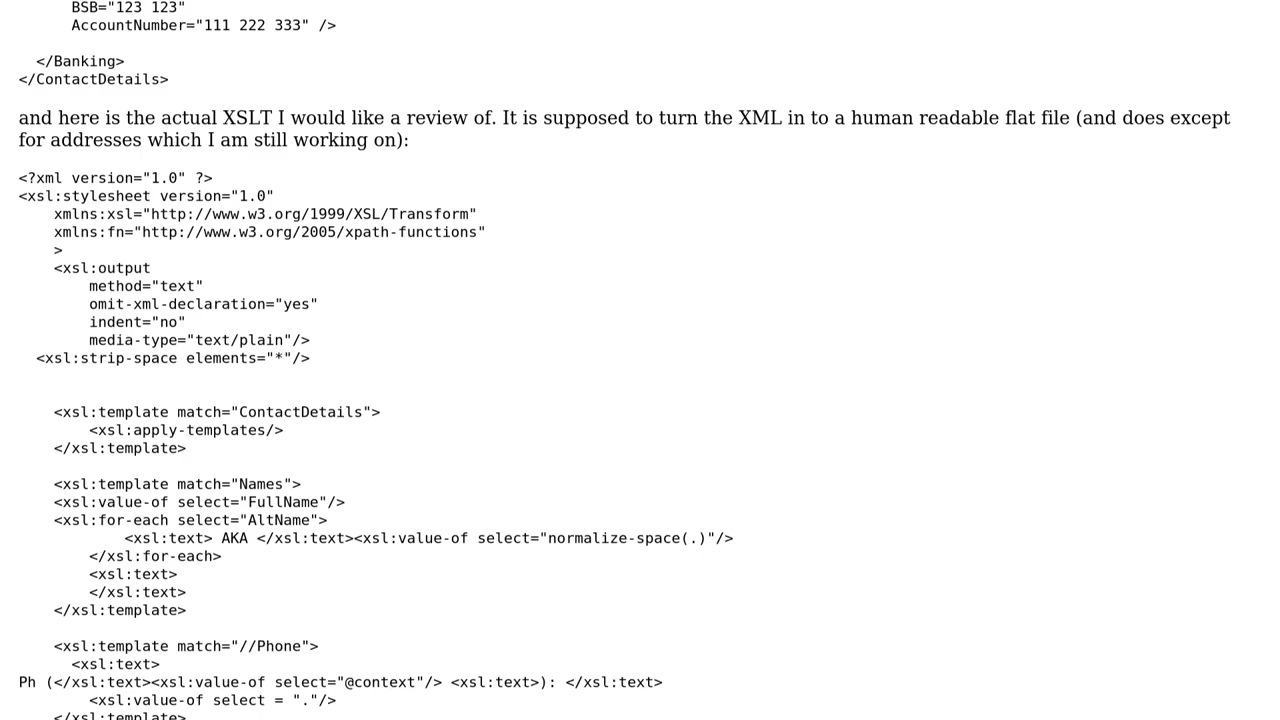 BSB="123 123"
AccountNumber="111 222 333" />
</Banking>
</ContactDetails>
and here is the actual XSLT I would like a review of. It is supposed to turn the XML in to a human readable flat file (and does except
for addresses which I am still working on):
<?xml version="1.0" ?>
<xsl:stylesheet version="1.0"
xmlns:xsl="http://www.w3.org/1999/XSL/Transform"
xmlns:fn="http://www.w3.org/2005/xpath-functions"
>
<xsl:output
method="text"
omit-xml-declaration="yes"
indent="no"
media-type="text/plain"/>
<xsl:strip-space elements="*"/>
<xsl:template match="ContactDetails">
<xsl:apply-templates/>
</xsl:template>
<xsl:template match="Names">
<xsl:value-of select="FullName"/>
<xsl:for-each select="AltName">
<xsl:text> AKA </xsl:text><xsl:value-of select="normalize-space(.)"/>
</xsl:for-each>
<xsl:text>
</xsl:text>
</xsl:template>
<xsl:template match="//Phone">
<xsl:text>
Ph (</xsl:text><xsl:value-of select="@context"/> <xsl:text>): </xsl:text>
<xsl:value-of select = "."/>
</xsl:template>